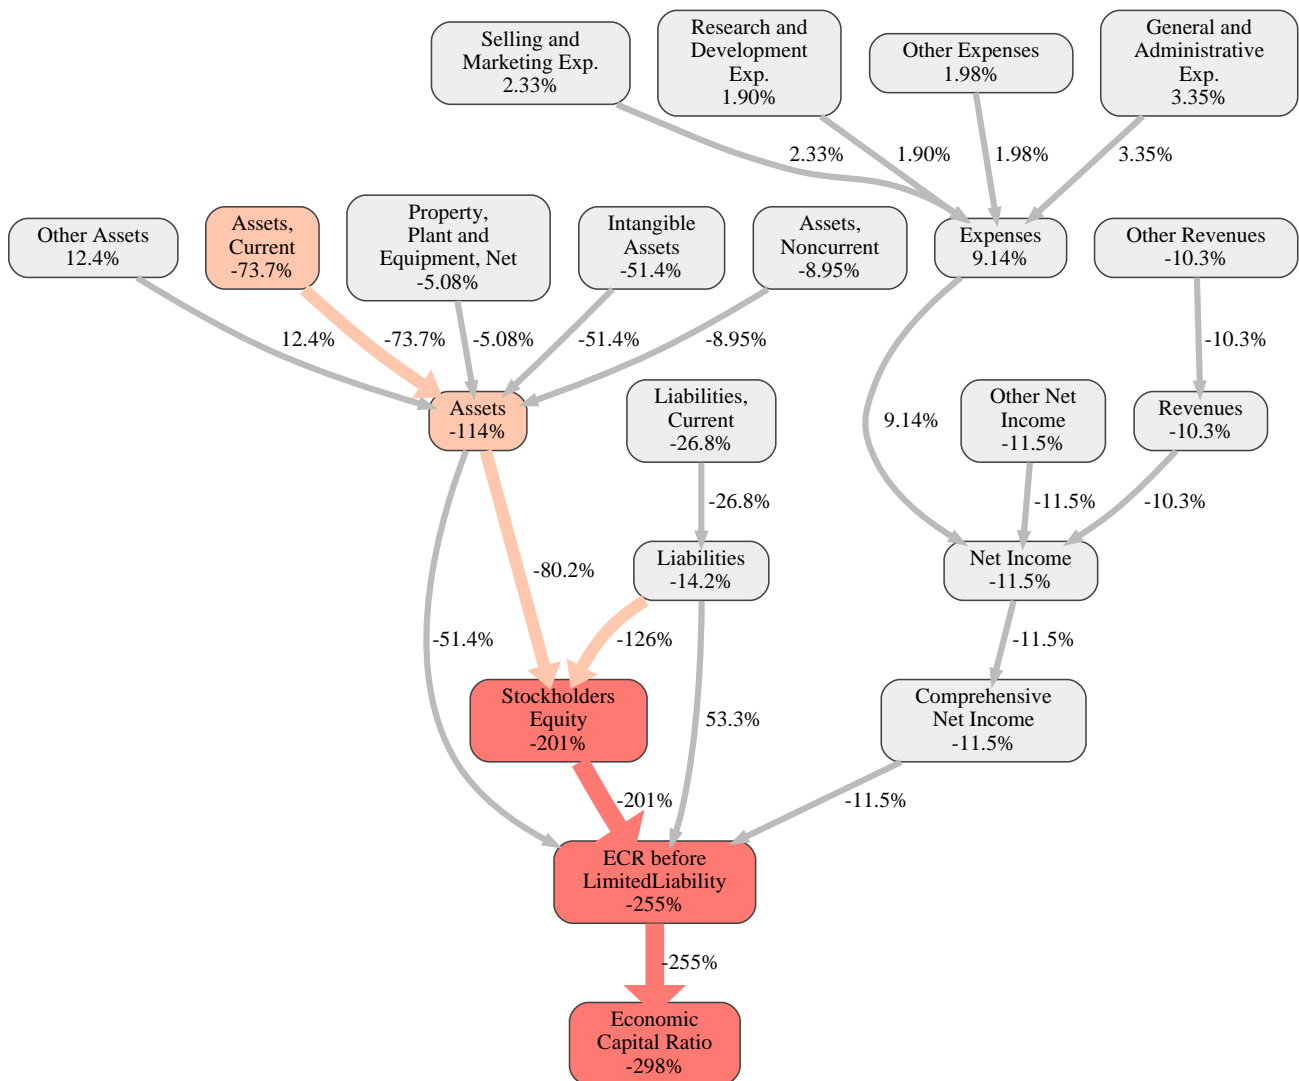 Selling and
Marketing Exp.
2.33%
Research and
Development
Exp.
1.90%
Other Expenses
1.98%
General and
Administrative
Exp.
3.35%
2.33%
1.90%
1.98%
3.35%
Other Assets
12.4%
Assets,
Current
-73.7%
Property,
Plant and
Equipment, Net
-5.08%
Intangible
Assets
-51.4%
Assets,
Noncurrent
-8.95%
Expenses
9.14%
Other Revenues
-10.3%
12.4%
-73.7%
-5.08%
-51.4%
-8.95%
-10.3%
Assets
-114%
Liabilities,
Current
-26.8%
9.14%
Other Net
Income
-11.5%
Revenues
-10.3%
-26.8%
-11.5%
-10.3%
-80.2%
Liabilities
-14.2%
Net Income
-11.5%
-51.4%
-126%
-11.5%
Stockholders
Equity
-201%
53.3%
Comprehensive
Net Income
-11.5%
-201%
-11.5%
ECR before
LimitedLiability
-255%
-255%
Economic
Capital Ratio
-298%